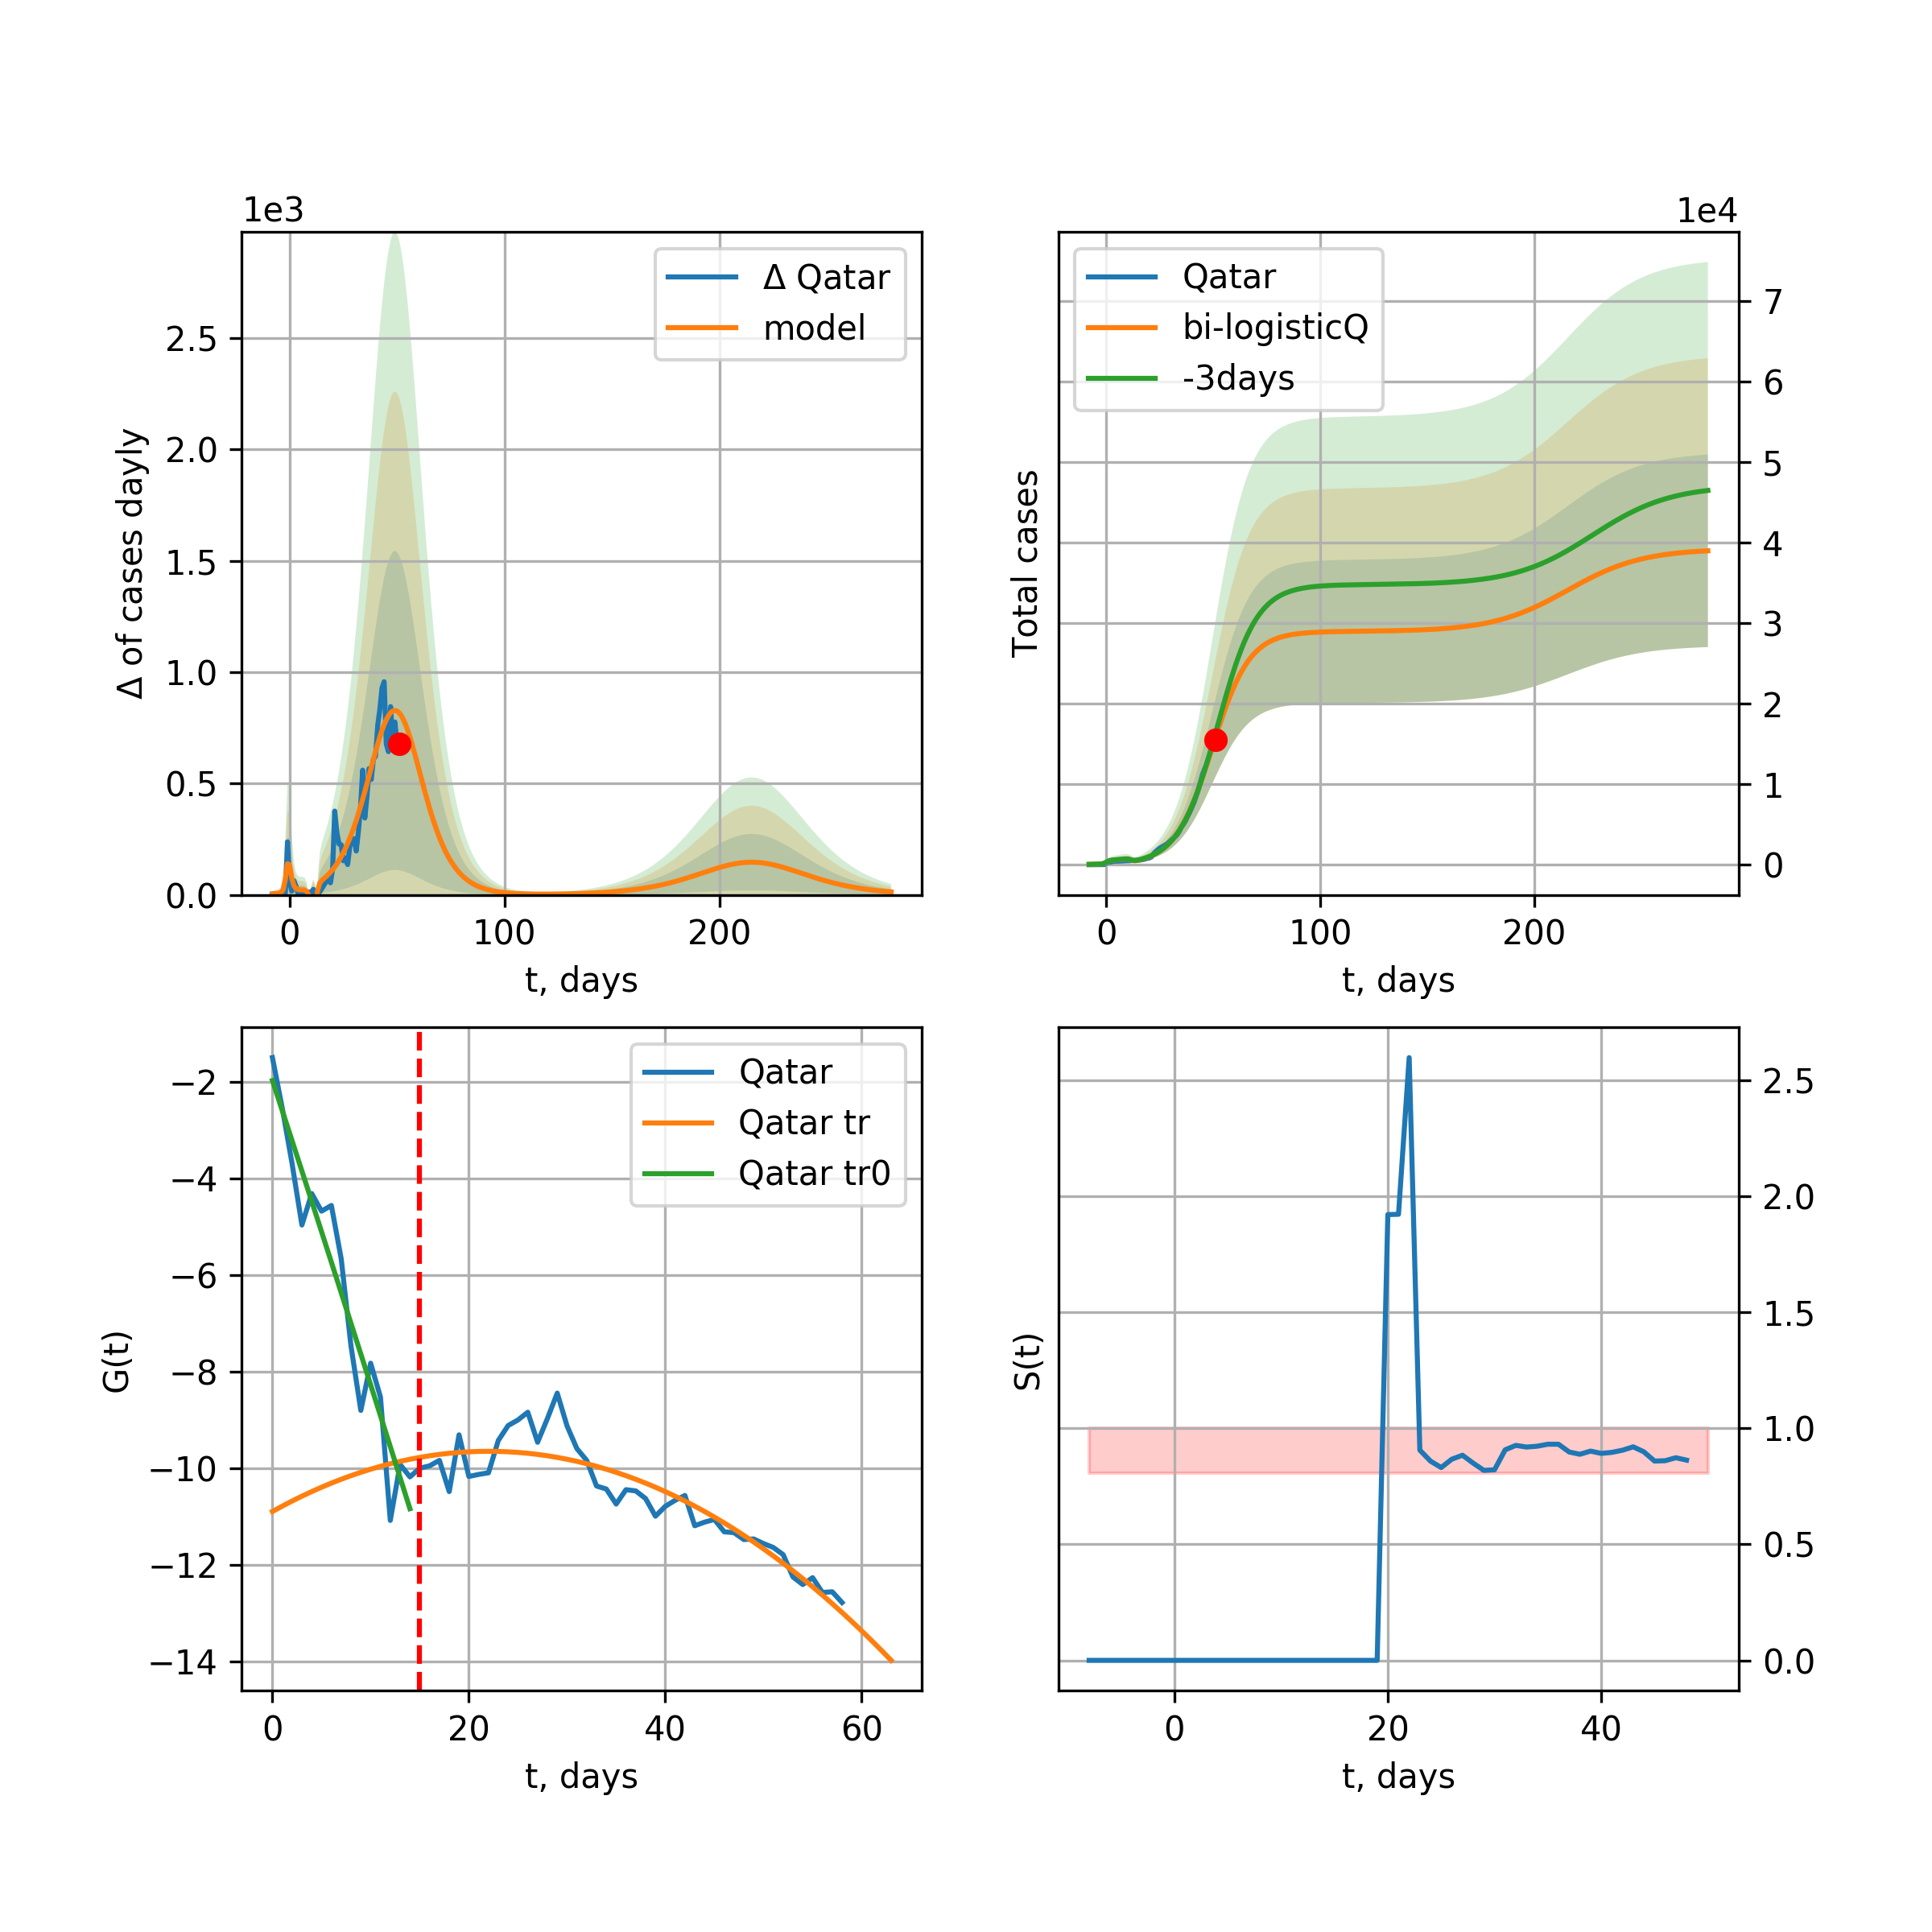 1e3
Δ Qatar
model
2.5
2.0
1.5
1.0
0.5
0.0
Δ of cases dayly
0
100
200
t, days
1e4
Qatar
bi-logisticQ
-3days
7
6
5
4
3
2
1
0
Total cases
0
100
200
t, days
Qatar
Qatar tr
Qatar tr0
−2
−4
−6
−8
−10
−12
−14
G(t)
0
20
40
60
t, days
2.5
2.0
1.5
1.0
0.5
0.0
S(t)
0
20
40
t, days